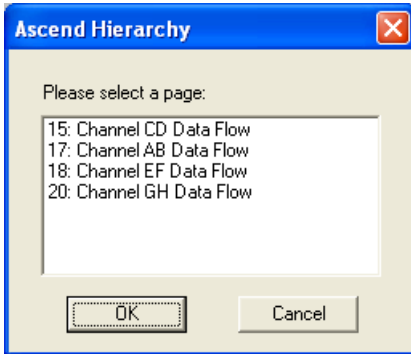 Ascend Hierarchy
Please select a page:
15: Channel CD Data Flow
17: Channel AB Data Flow
18: Channel EF Data Flow
20: Channel GH Data Flow
OK Cancel